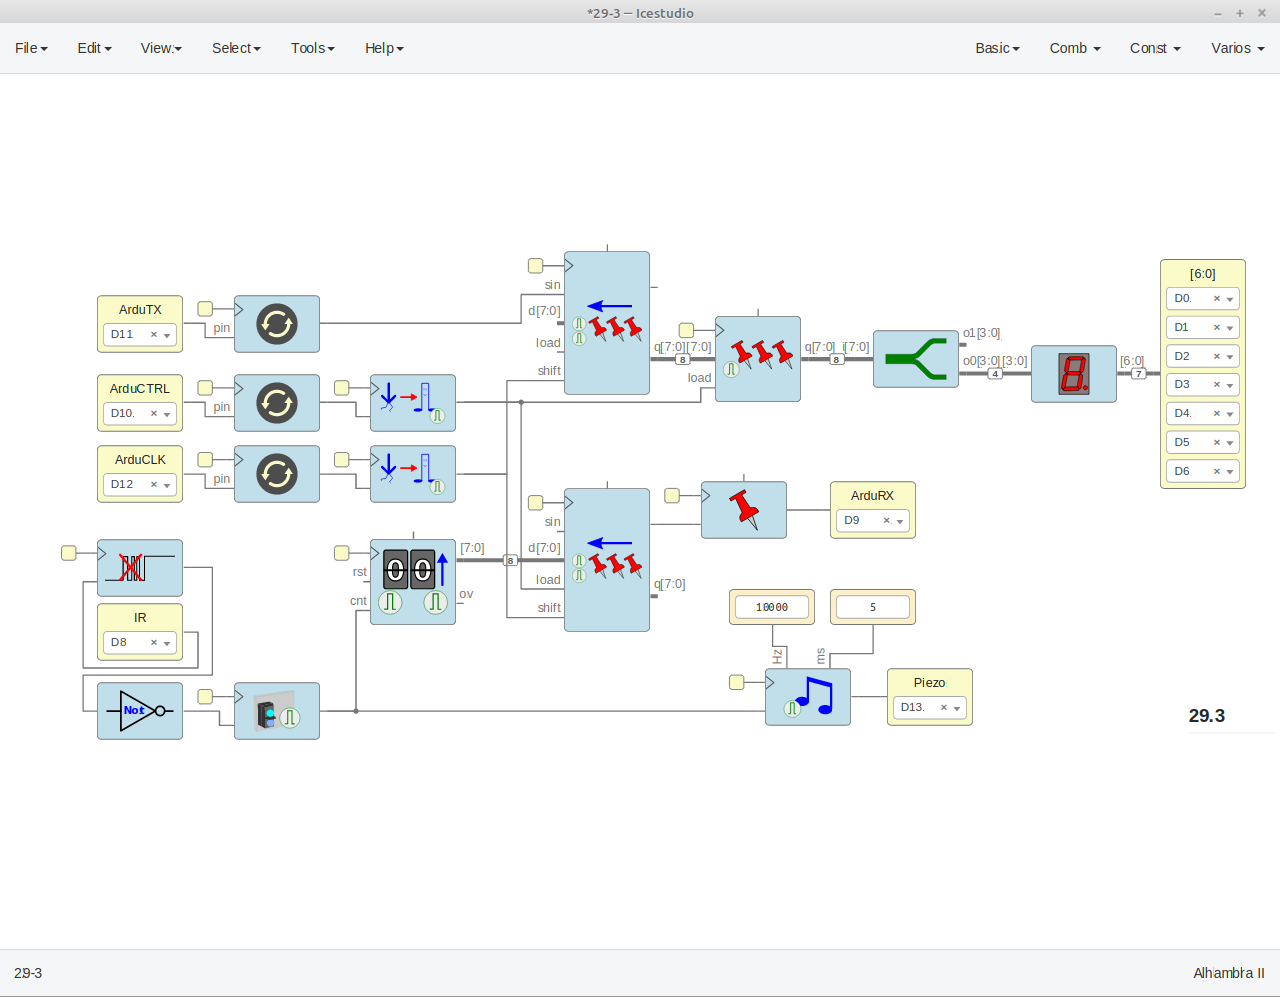 *29-3 – Icestudio
File Edit View Select Tools Help Basic Comb Const Varios
ArduTX
D11
pin
ArduCTRL
D10
pin
ArduCLK
D12
pin
IR
D8
Not
rst
cnt
[7:0]
ov
00
8
sin
d[7:0]
load
shift
q[7:0]
8
[7:0]
load
q[7:0]
8
i[7:0]
o1[3:0]
o0[3:0]
4
[3:0]
[6:0]
7
[6:0]
D0
D1
D2
D3
D4
D5
D6
sin
d[7:0]
load
shift
q[7:0]
ArduRX
D9
10000
5
Hz
ms
Piezo
D13
29.3
29-3
Alhambra II